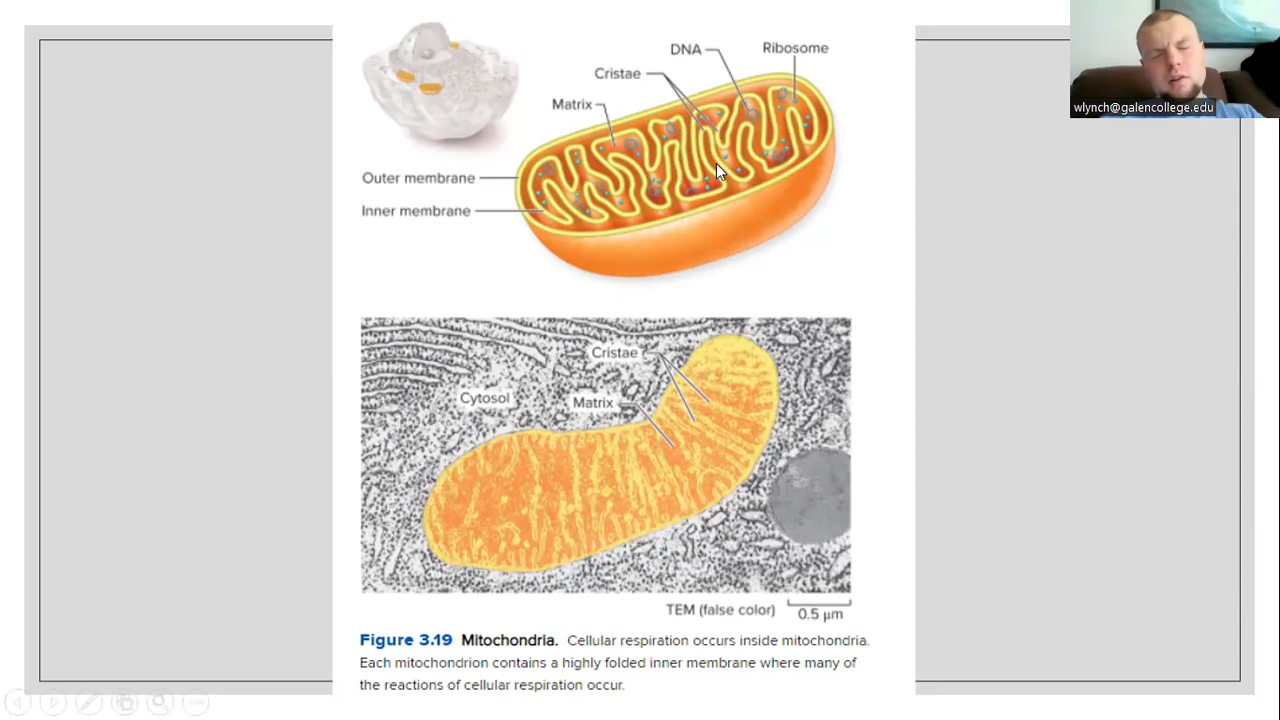 DNA
Ribosome
Cristae
Matrix
Outer membrane
Inner membrane
wlynch@galencollege.edu
Cristae
Cytosol
Matrix
TEM (false color)
0.5 µm
Figure 3.19 Mitochondria. Cellular respiration occurs inside mitochondria.
Each mitochondrion contains a highly folded inner membrane where many of
the reactions of cellular respiration occur.